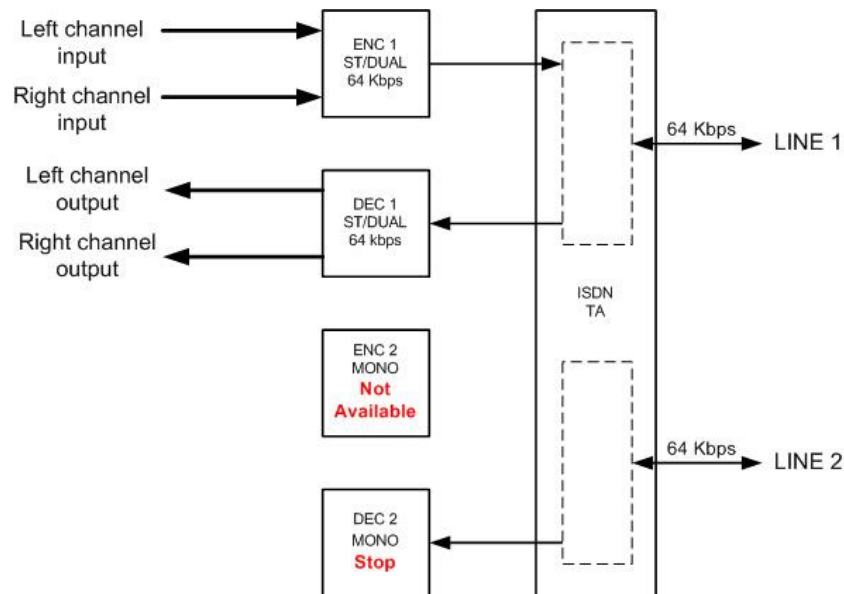 Left channel
input
Right channel
input
ENC 1
ST/DUAL
64 Kbps
64 Kbps
LINE 1
Left channel
output
Right channel
output
DEC 1
ST/DUAL
64 kbps
ISDN
TA
ENC 2
MONO
Not
Available
64 Kbps
LINE 2
DEC 2
MONO
Stop